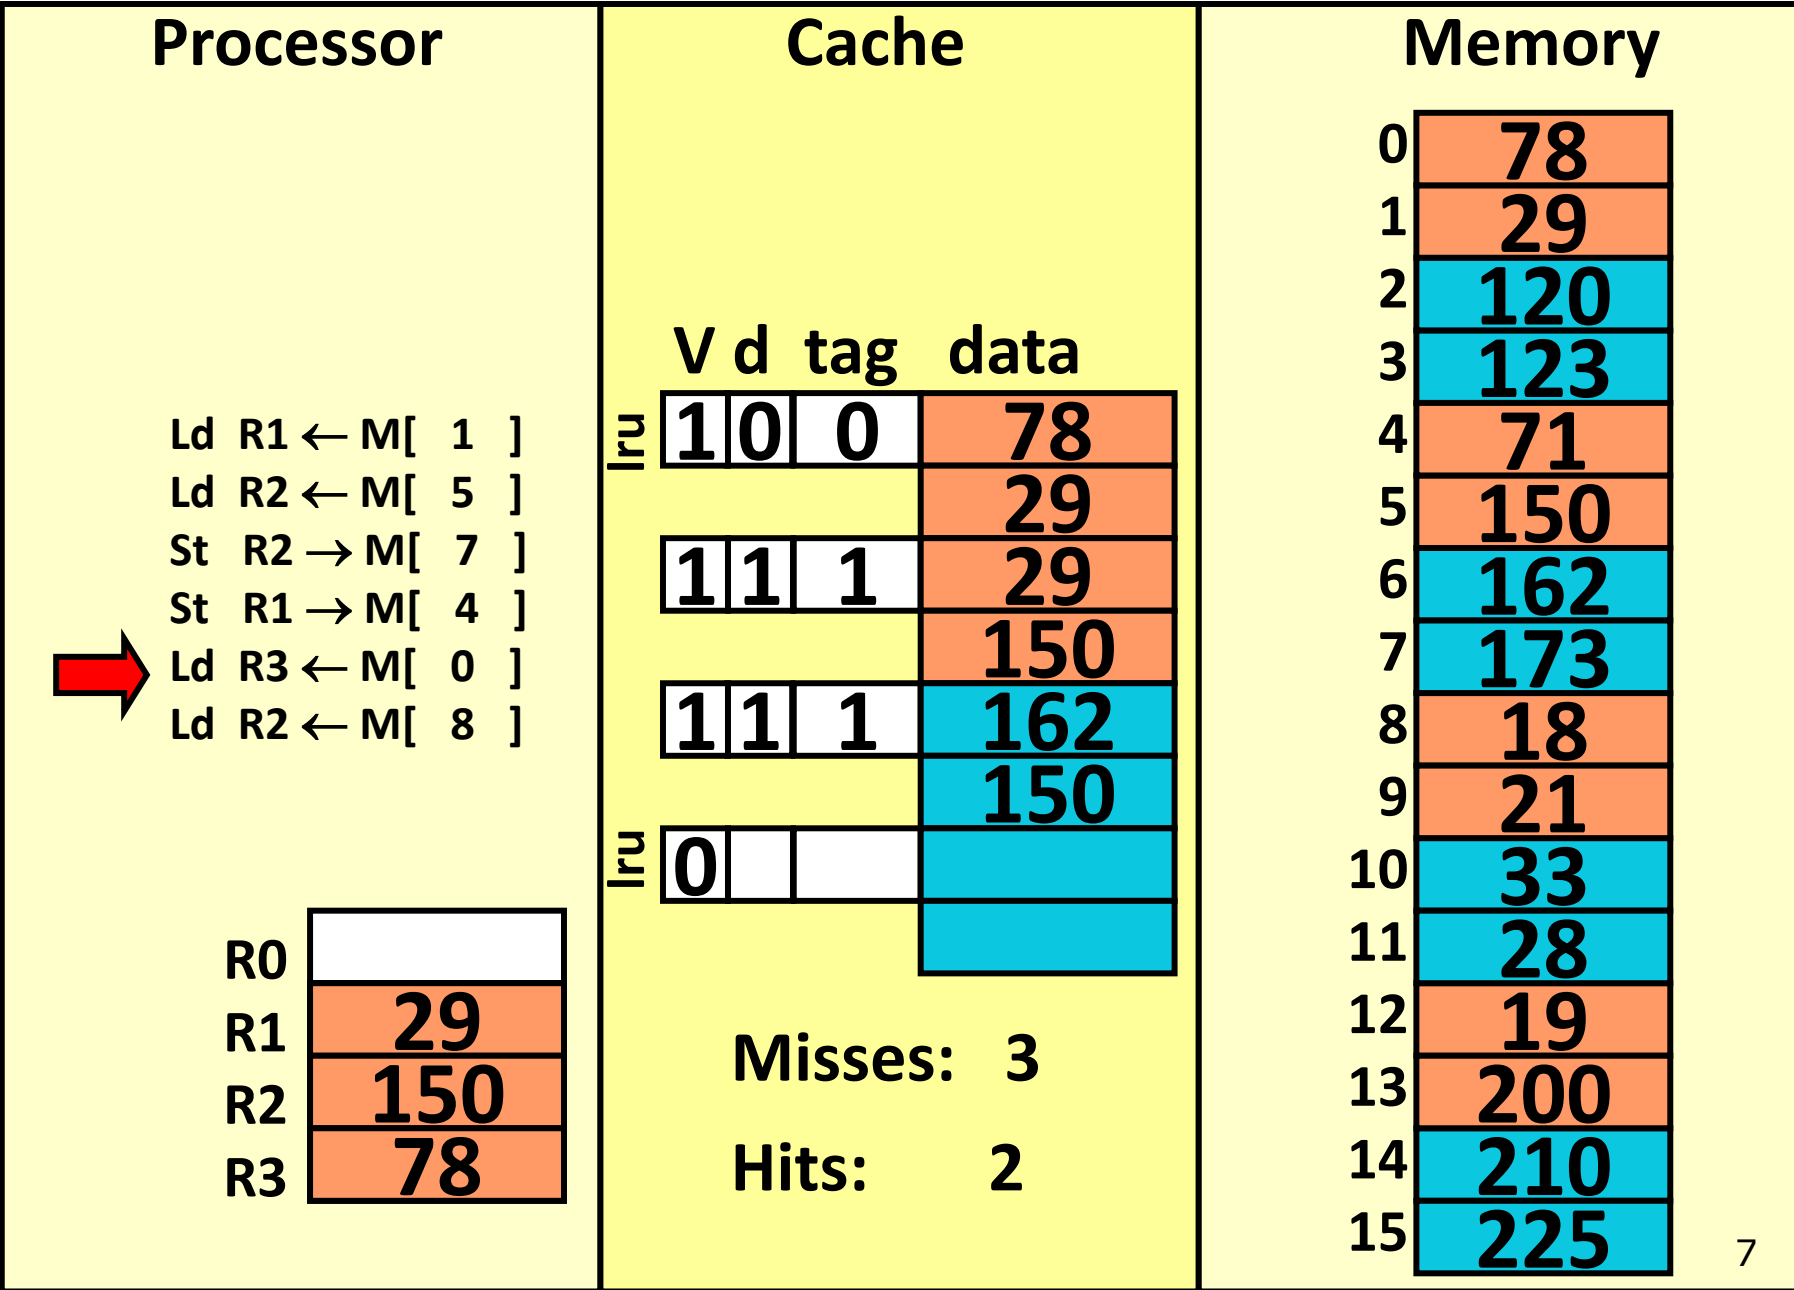 Processor
Cache
Memory
Ld R1 ← M[ 1 ]
Ld R2 ← M[ 5 ]
St R2 → M[ 7 ]
St R1 → M[ 4 ]
Ld R3 ← M[ 0 ]
Ld R2 ← M[ 8 ]
R0
R1 29
R2 150
R3 78
V d tag data
lru 1 0 0 78
29
1 1 1 29
150
1 1 1 162
150
lru 0
Misses: 3
Hits: 2
0 78
1 29
2 120
3 123
4 71
5 150
6 162
7 173
8 18
9 21
10 33
11 28
12 19
13 200
14 210
15 225
7